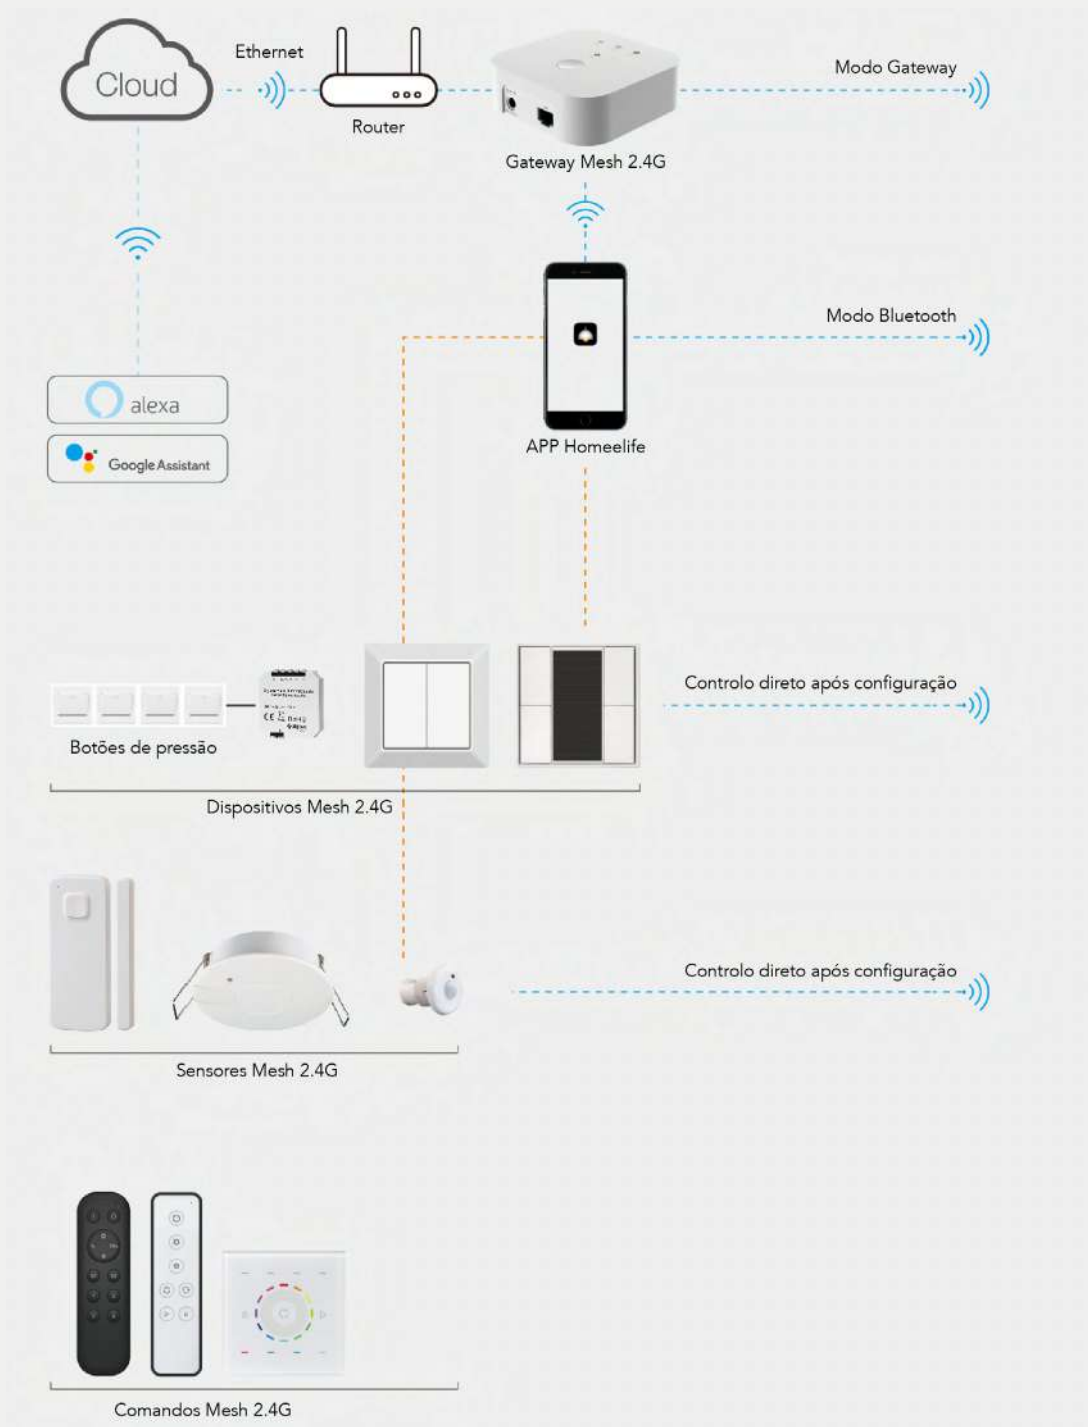 Cloud
Ethernet
Router
Gateway Mesh 2.4G
Modo Gateway
alexa
Google Assistant
Modo Bluetooth
APP Homeelife
Botões de pressão
Controlo direto após configuração
Dispositivos Mesh 2.4G
Controlo direto após configuração
Sensores Mesh 2.4G
Comandos Mesh 2.4G